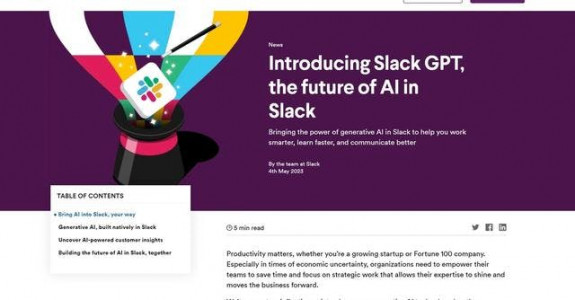 News
Introducing Slack GPT,
the future of AI in
Slack
Bringing the power of generative AI in Slack to help you work
smarter, learn faster, and communicate better
By the team at Slack
4th May 2023
TABLE OF CONTENTS
Bring AI into Slack, your way
Generative AI, built natively in Slack
Uncover AI-powered customer insights
Building the future of AI in Slack, together
5 min read
Productivity matters, whether you're a growing startup or Fortune 100 company.
Especially in times of economic uncertainty, organizations need to empower their
teams to save time and focus on strategic work that allows their expertise to shine and
moves the business forward.